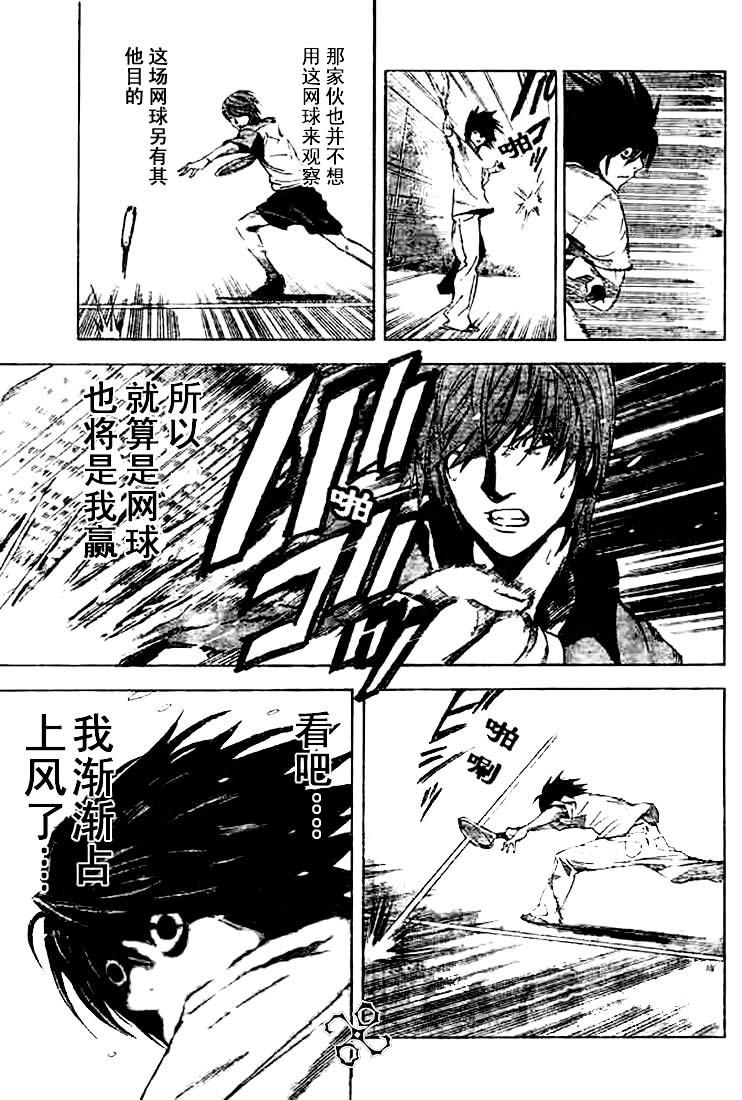 啪
那家伙也并不想
用这网球来观察
这场网球另有其
他目的
啪
所以
就算是网球
也将是我赢
啪
唰
看吧……
我渐渐占
上风了……